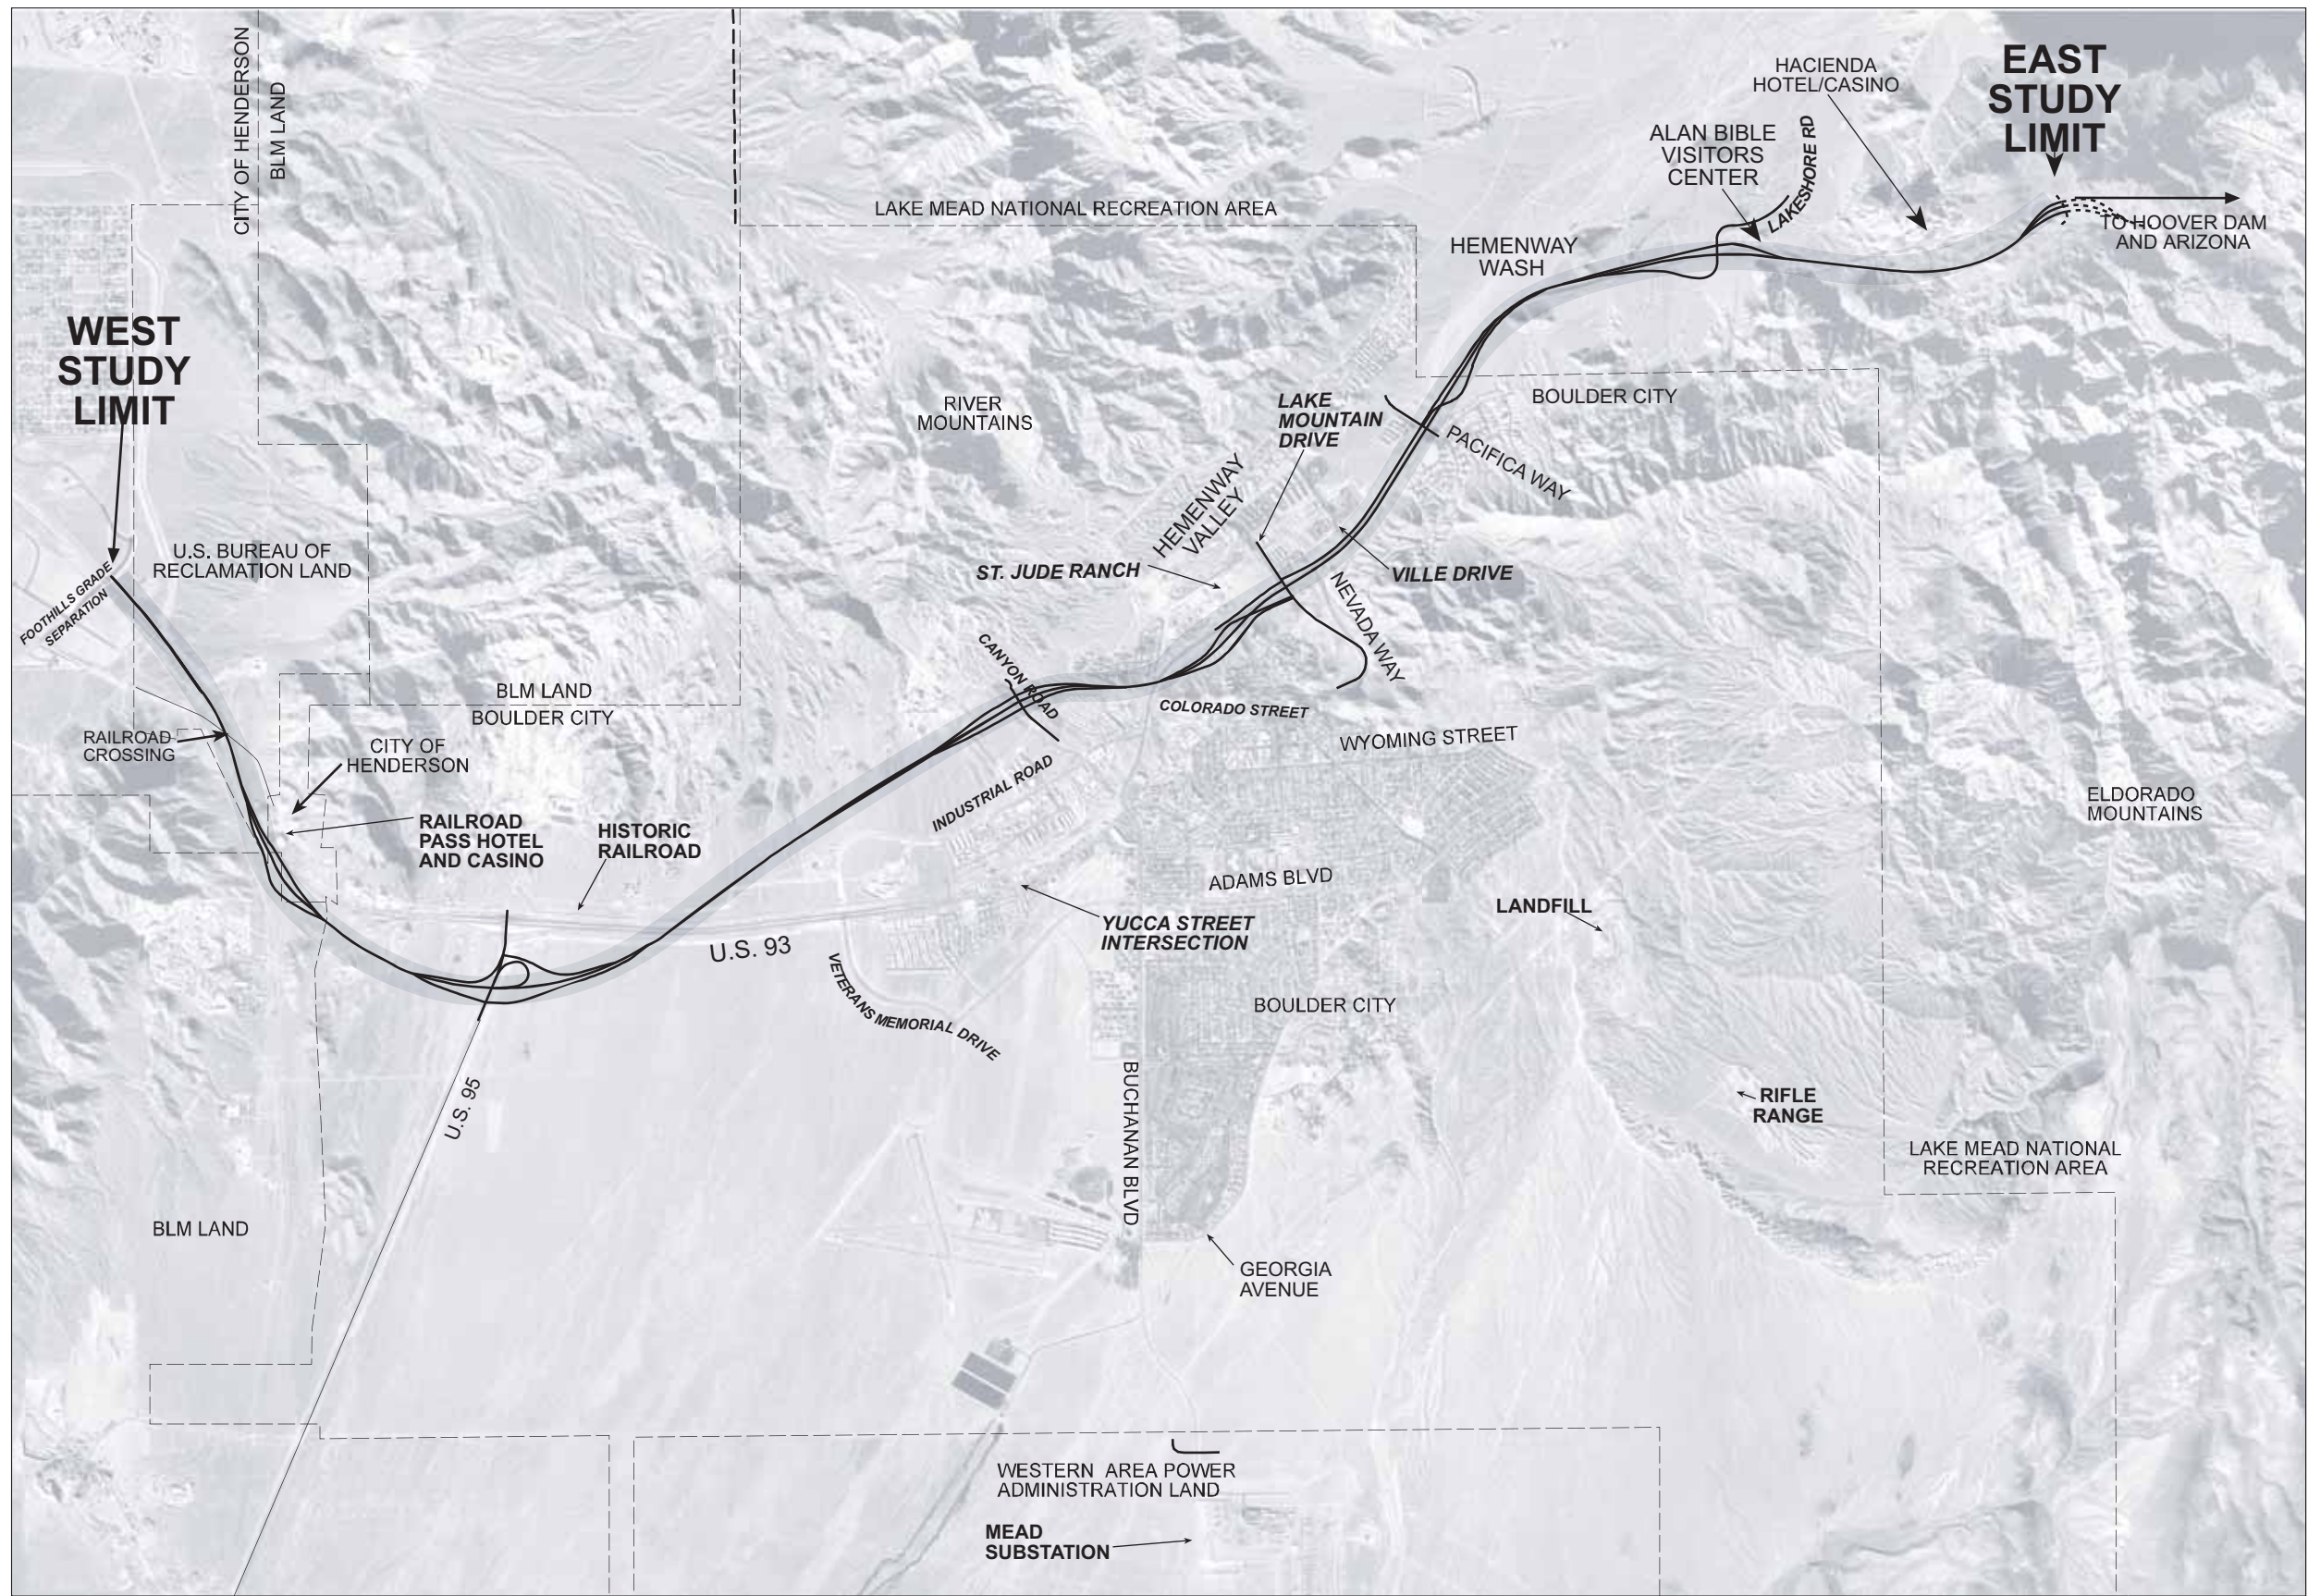 CITY OF HENDERSON
BLM LAND
HACIENDA
HOTEL/CASINO
EAST
STUDY
LIMIT
ALAN BIBLE
VISITORS
CENTER
LAKESHORE RD
LAKE MEAD NATIONAL RECREATION AREA
TO HOOVER DAM
AND ARIZONA
HEMENWAY
WASH
WEST
STUDY
LIMIT
RIVER
MOUNTAINS
LAKE
MOUNTAIN
DRIVE
BOULDER CITY
PACIFICA WAY
HEMENWAY
VALLEY
U.S. BUREAU OF
RECLAMATION LAND
FOOTHILLS GRADE
SEPARATION
ST. JUDE RANCH
VILLE DRIVE
NEVADA WAY
CANYON ROAD
BLM LAND
BOULDER CITY
COLORADO STREET
WYOMING STREET
RAILROAD
CROSSING
CITY OF
HENDERSON
INDUSTRIAL ROAD
ELDORADO
MOUNTAINS
RAILROAD
PASS HOTEL
AND CASINO
HISTORIC
RAILROAD
ADAMS BLVD
LANDFILL
YUCCA STREET
INTERSECTION
U.S. 93
VETERANS MEMORIAL DRIVE
BOULDER CITY
U.S. 95
BUCHANAN BLVD
RIFLE
RANGE
LAKE MEAD NATIONAL
RECREATION AREA
BLM LAND
GEORGIA
AVENUE
WESTERN AREA POWER
ADMINISTRATION LAND
MEAD
SUBSTATION